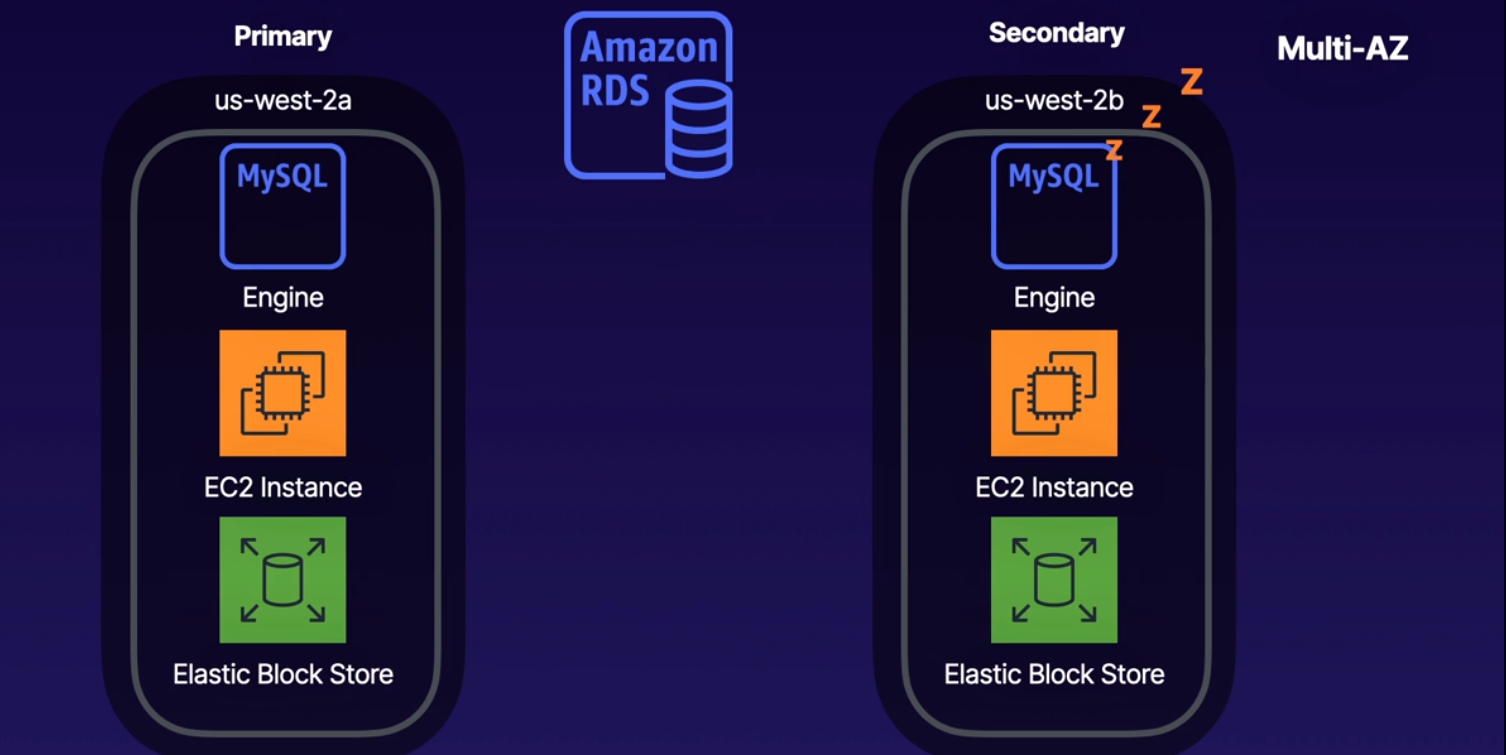 Primary
us-west-2a
MySQL
Engine
EC2 Instance
Elastic Block Store
Amazon
RDS
Secondary
us-west-2b
z
z
z
MySQL
Engine
EC2 Instance
Elastic Block Store
Multi-AZ